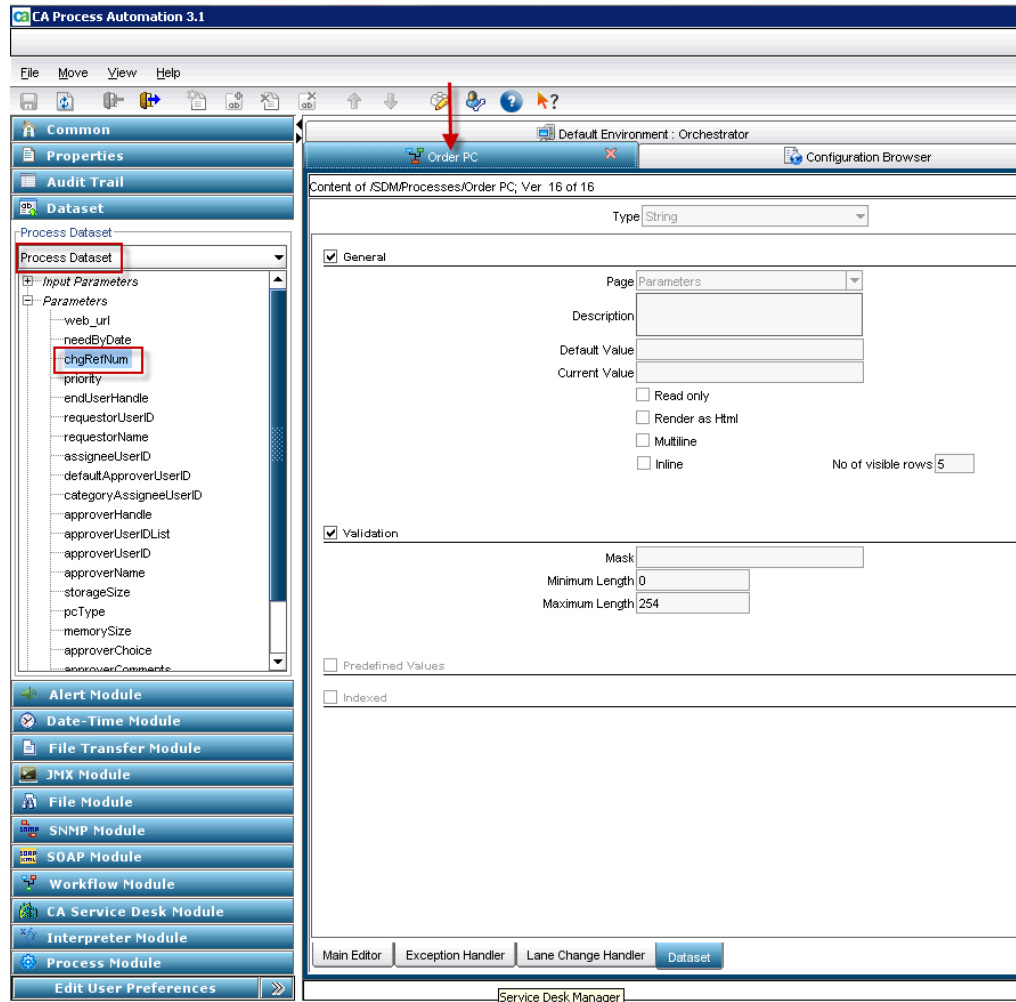 CA Process Automation 3.1
File Move View Help
Common
Properties
Audit Trail
Dataset
Process Dataset
Process Dataset
Input Parameters
Parameters
web_url
needByDate
chgRefNum
priority
endUserHandle
requestorUserID
requestorName
assigneeUserID
defaultApproverUserID
categoryAssigneeUserID
approverHandle
approverUserIDList
approverUserID
approverName
storageSize
pcType
memorySize
approverChoice
approverComments
Alert Module
Date-Time Module
File Transfer Module
JMX Module
File Module
SNMP Module
SOAP Module
Workflow Module
CA Service Desk Module
Interpreter Module
Process Module
Edit User Preferences
Default Environment : Orchestrator
Order PC
Configuration Browser
Content of /SDM/Processes/Order PC; Ver 16 of 16
Type String
General
Page Parameters
Description
Default Value
Current Value
Read only
Render as Html
Multiline
Inline No of visible rows 5
Validation
Mask
Minimum Length 0
Maximum Length 254
Predefined Values
Indexed
Main Editor Exception Handler Lane Change Handler Dataset
Service Desk Manager